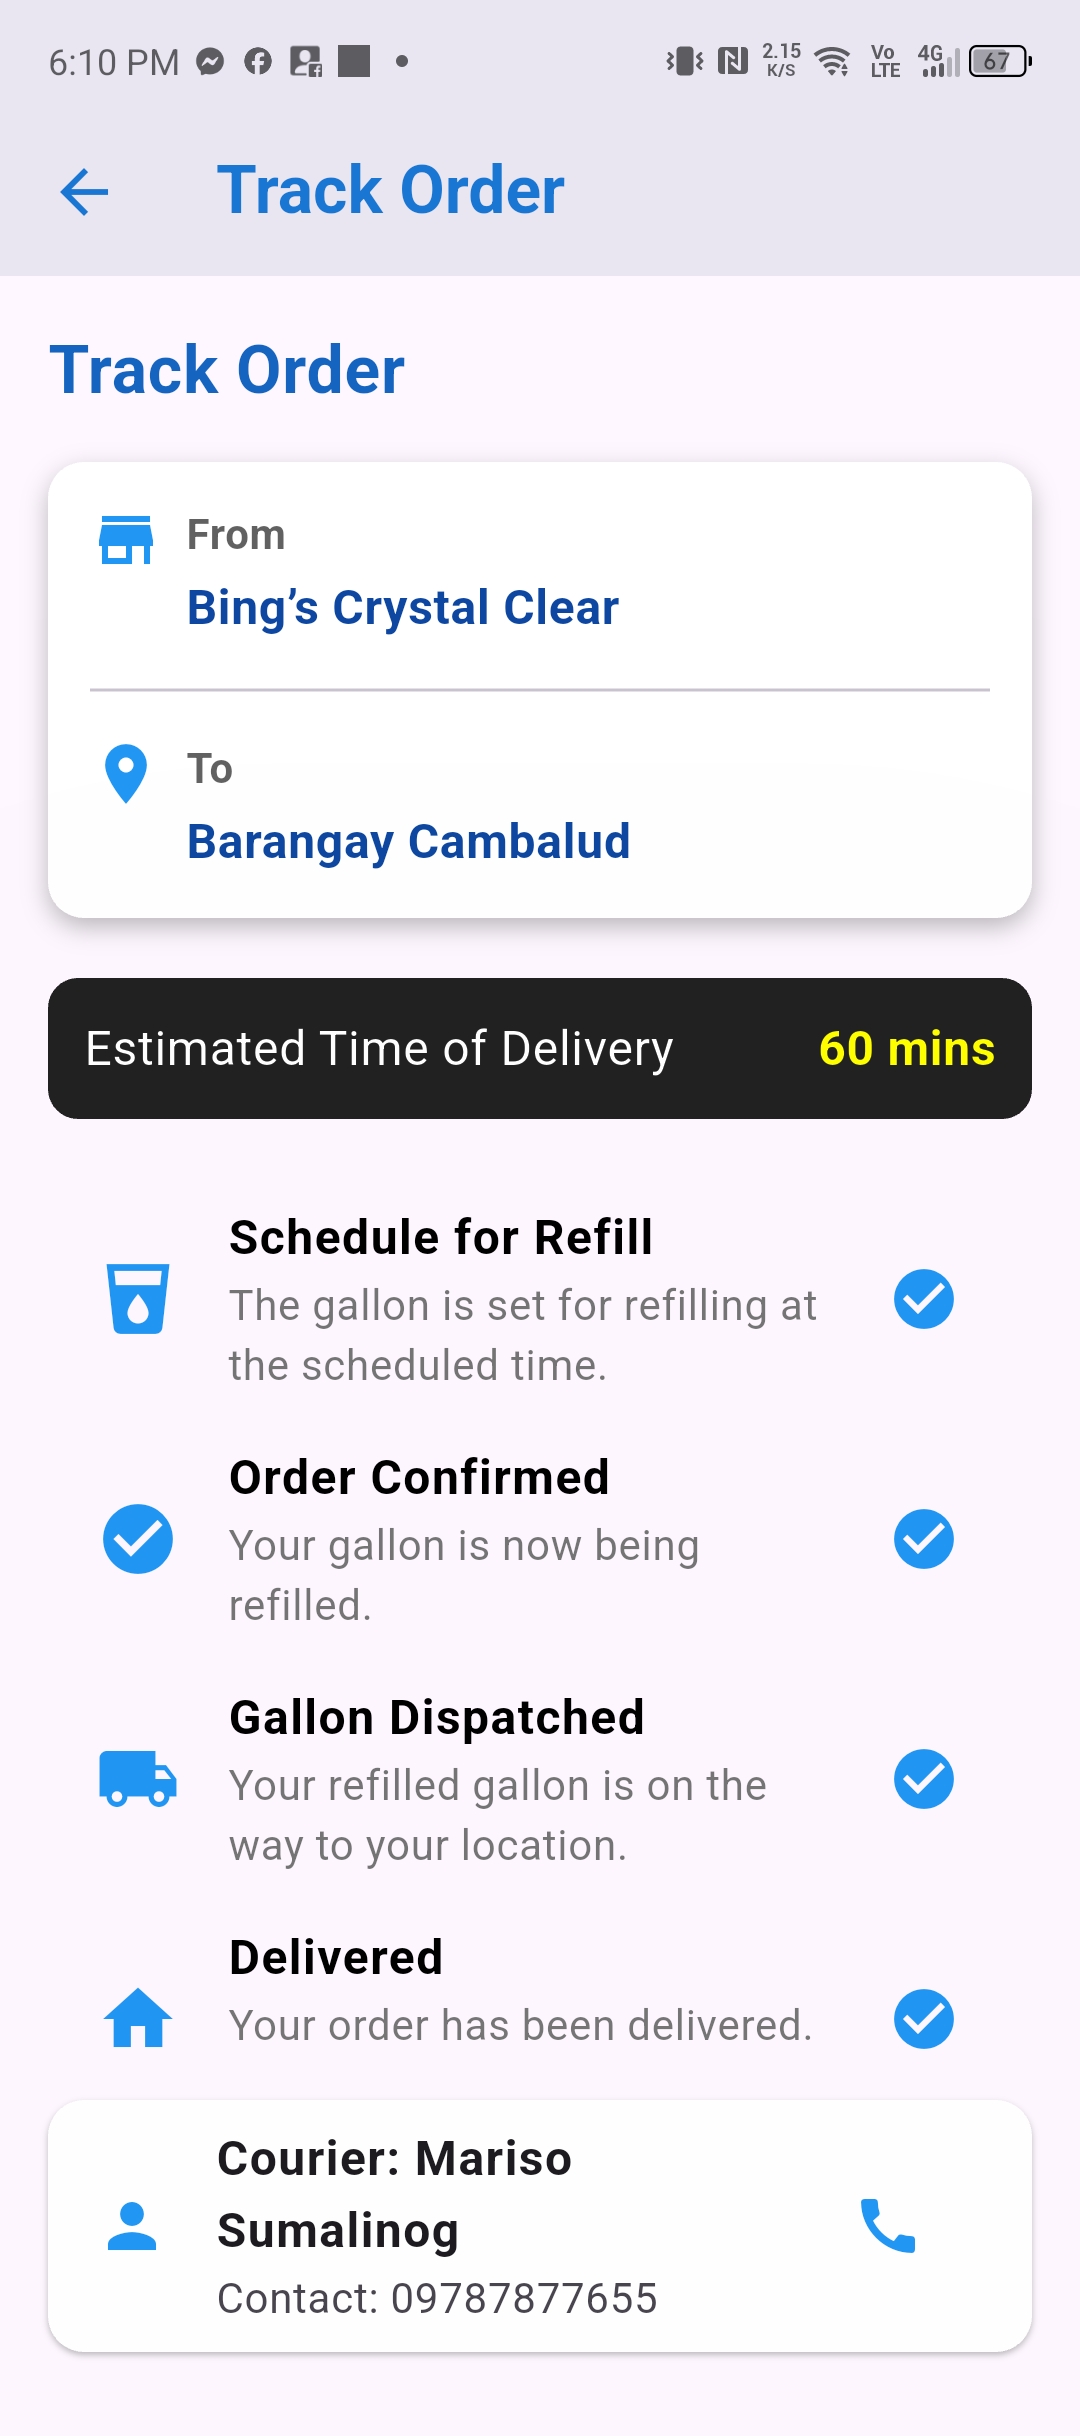 6:10 PM
2.15
K/S
Vo
LTE
4G
67
Track Order
Track Order
From
Bing’s Crystal Clear
To
Barangay Cambalud
Estimated Time of Delivery 60 mins
Schedule for Refill
The gallon is set for refilling at
the scheduled time.
Order Confirmed
Your gallon is now being
refilled.
Gallon Dispatched
Your refilled gallon is on the
way to your location.
Delivered
Your order has been delivered.
Courier: Mariso
Sumalinog
Contact: 09787877655